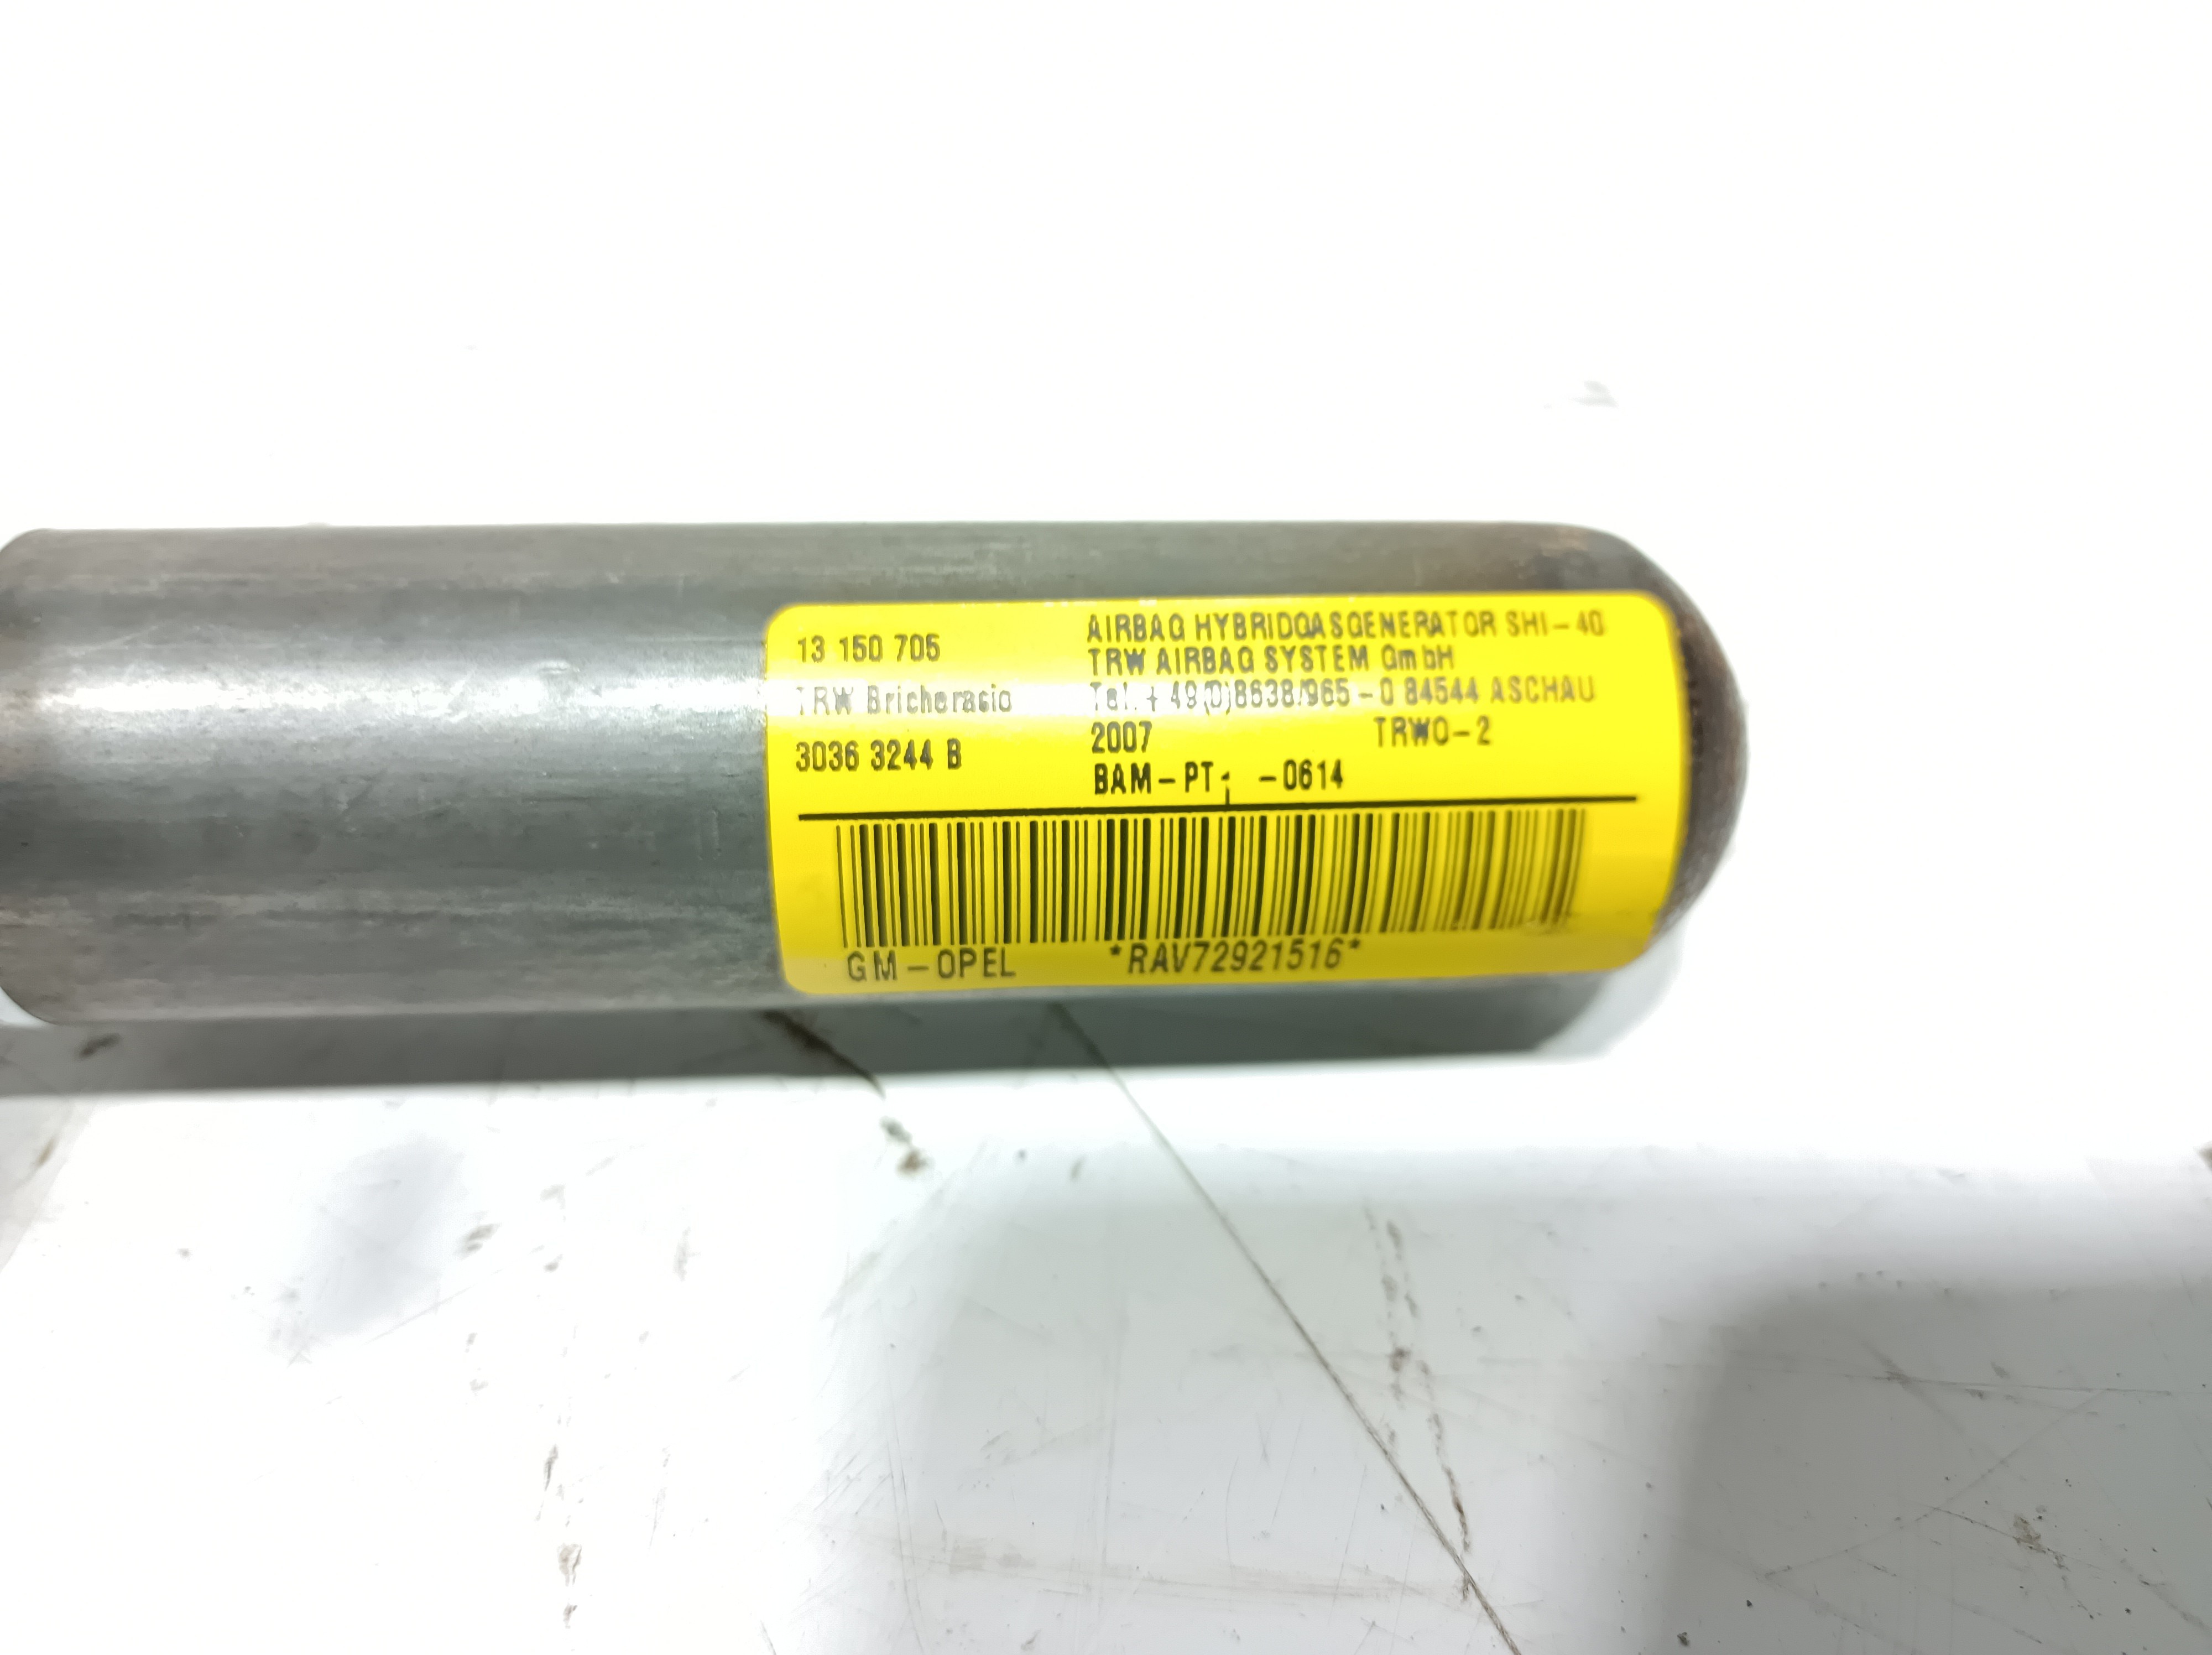 13 150 705
TRW Bricherasio
3036 3244 B
AIRBAG HYBRIDGASGENERATOR SHI-40
TRW AIRBAG SYSTEM GmbH
Tel. + 49(0)8638/965-0 84544 ASCHAU
2007 TRWO-2
BAM-PT1 -0614
GM-OPEL *RAV72921516*